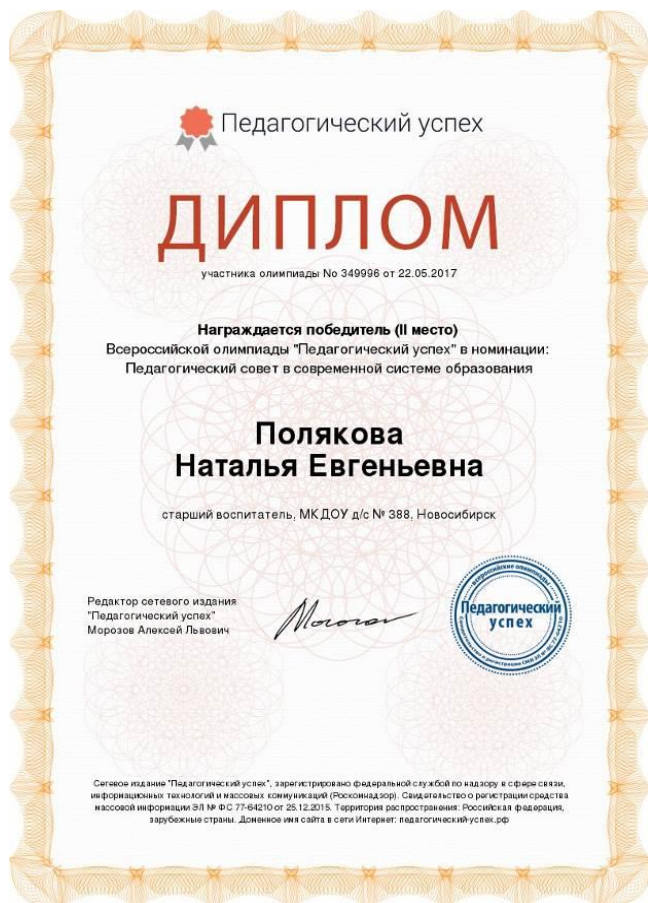 Педагогический успех
ДИПЛОМ
участника олимпиады No 349996 от 22.05.2017
Награждается победитель (II место)
Всероссийской олимпиады "Педагогический успех" в номинации:
Педагогический совет в современной системе образования
Полякова
Наталья Евгеньевна
старший воспитатель, МКДОУ д/с № 388, Новосибирск
Редактор сетевого издания
"Педагогический успех"
Морозов Алексей Львович
всероссийские олимпиады
Педагогический
успех
Сетевое издание "Педагогический успех", зарегистрировано федеральной службой по надзору в сфере связи,
информационных технологий и массовых коммуникаций (Роскомнадзор). Свидетельство о регистрации средства
массовой информации ЭЛ № ФС 77-64210 от 25.12.2015. Территория распространения: Российская федерация,
зарубежные страны. Доменное имя сайта в сети Интернет: педагогический-успех.рф